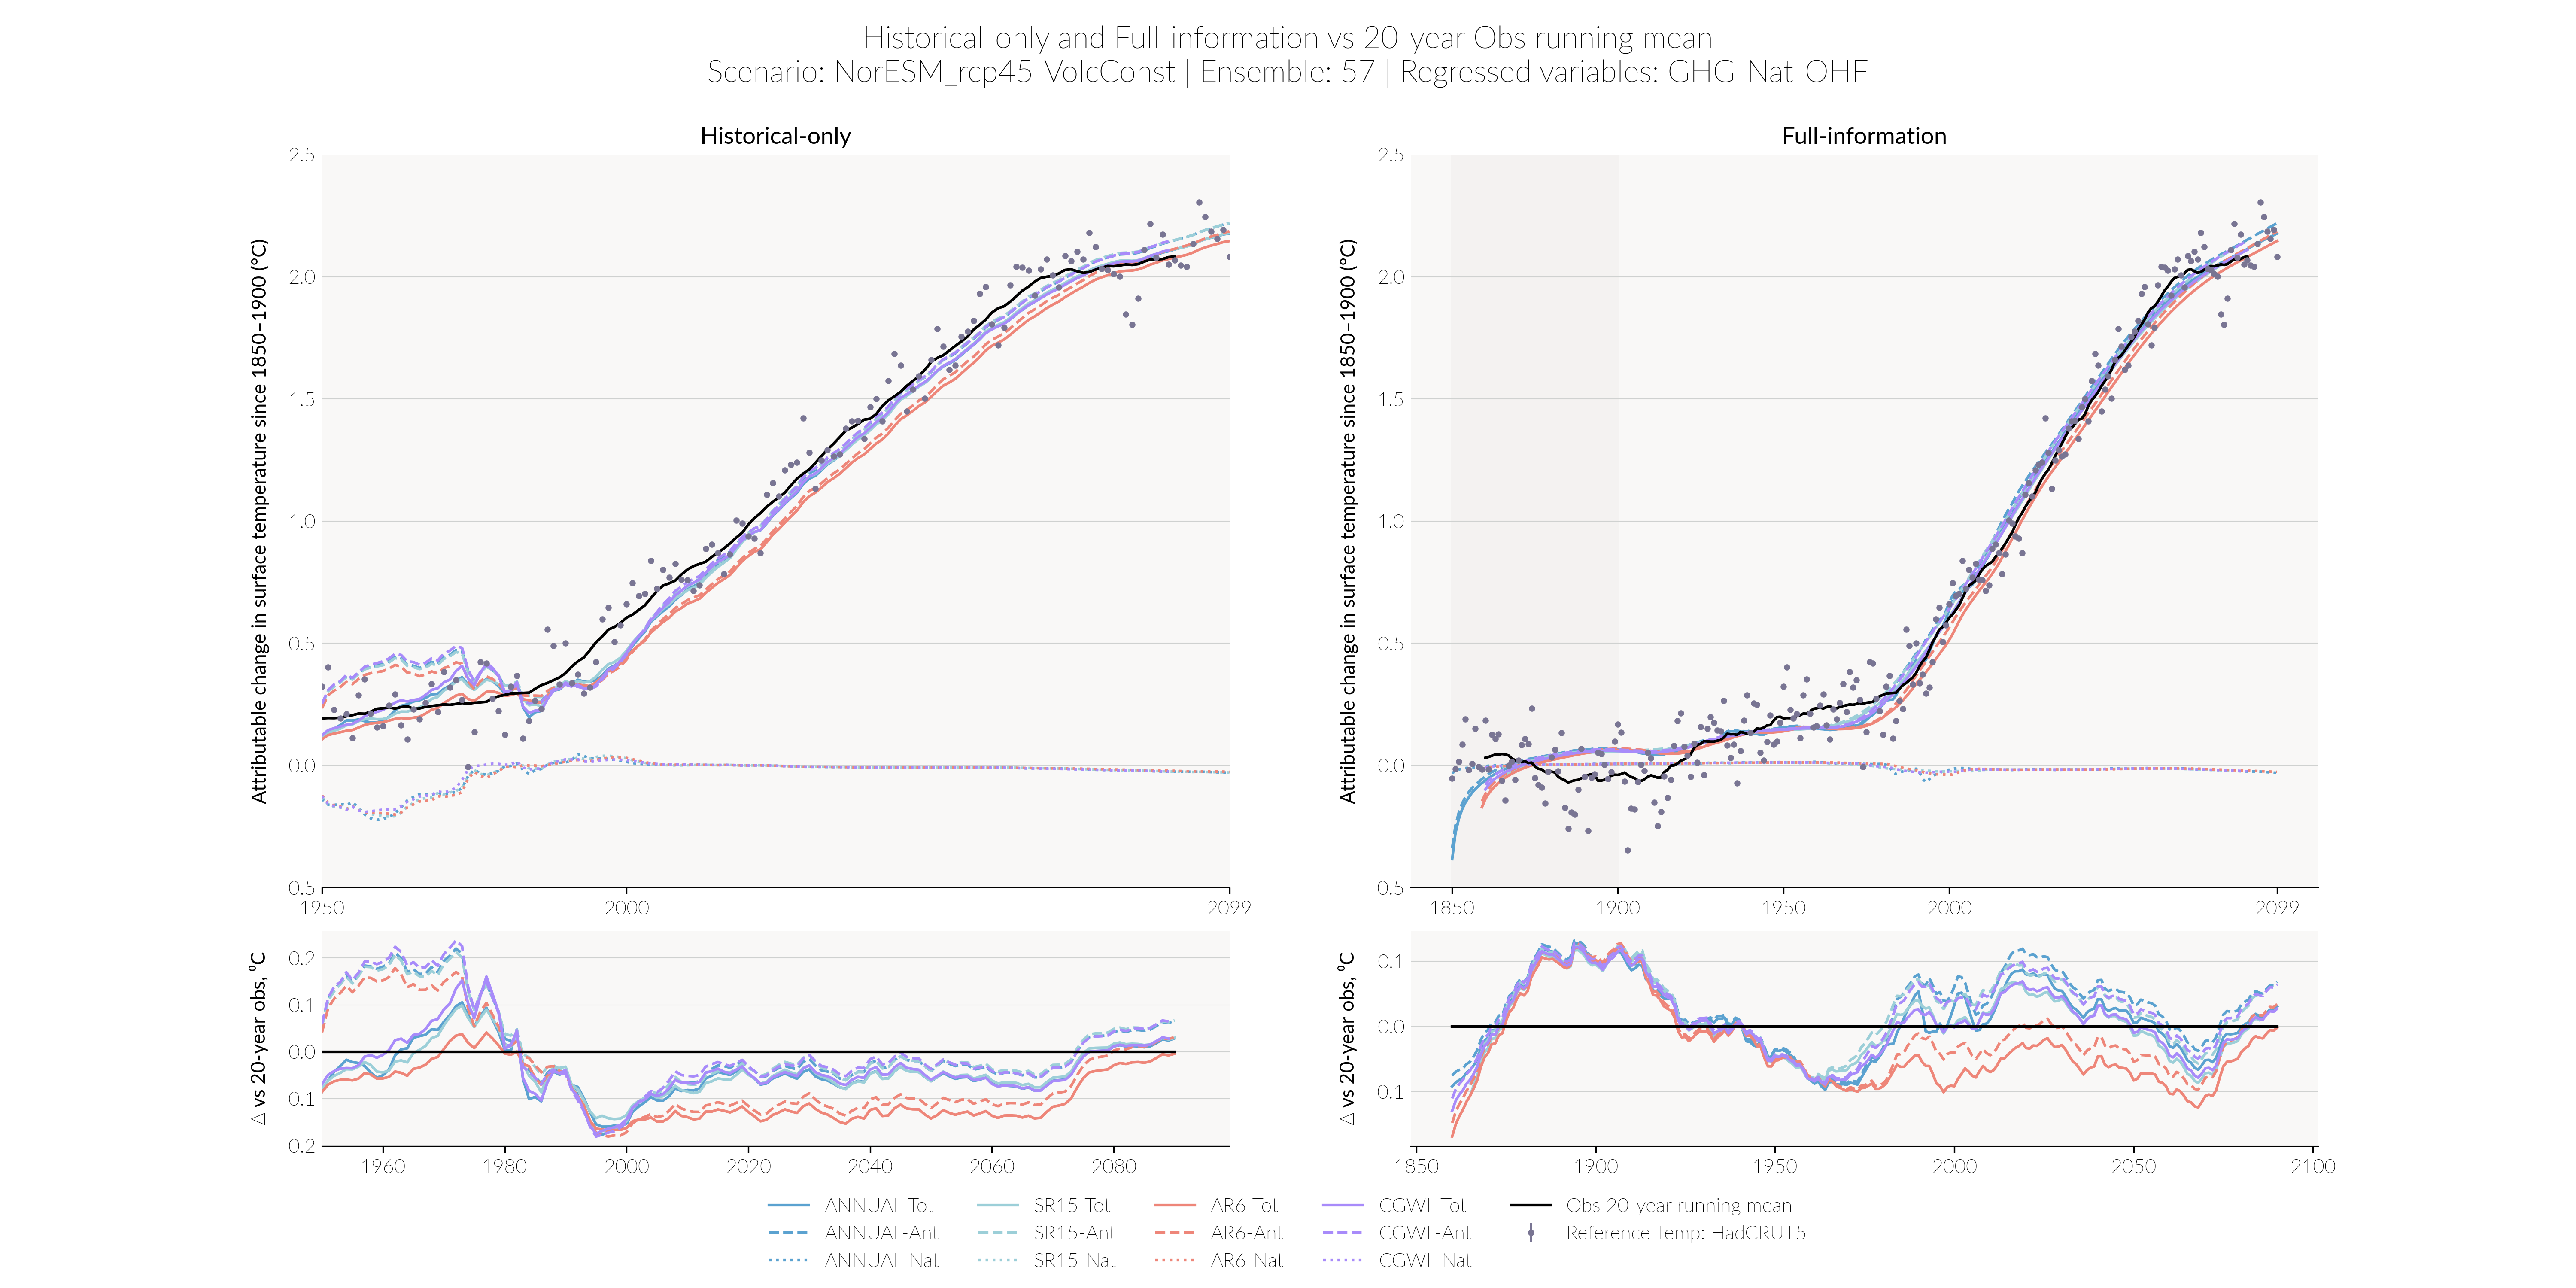 Historical-only and Full-information vs 20-year Obs running mean
Scenario: NorESM_rcp45-VolcConst | Ensemble: 57 | Regressed variables: GHG-Nat-OHF
Historical-only
Attributable change in surface temperature since 1850–1900 (°C)
2.5
2.0
1.5
1.0
0.5
0.0
−0.5
1950
2000
2099
Full-information
Attributable change in surface temperature since 1850–1900 (°C)
2.5
2.0
1.5
1.0
0.5
0.0
−0.5
1850
1900
1950
2000
2099
△ vs 20-year obs, ⁰C
0.2
0.1
0.0
−0.1
−0.2
1960
1980
2000
2020
2040
2060
2080
△ vs 20-year obs, ⁰C
0.1
0.0
−0.1
1850
1900
1950
2000
2050
2100
ANNUAL-Tot
ANNUAL-Ant
ANNUAL-Nat
SR15-Tot
SR15-Ant
SR15-Nat
AR6-Tot
AR6-Ant
AR6-Nat
CGWL-Tot
CGWL-Ant
CGWL-Nat
Obs 20-year running mean
Reference Temp: HadCRUT5